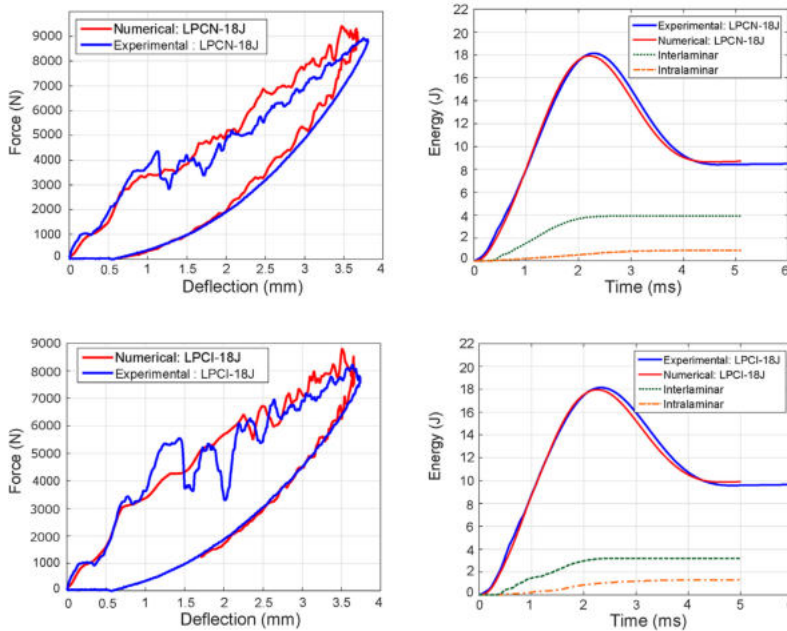 Numerical: LPCN-18J
Experimental : LPCN-18J
Force (N)
9000
8000
7000
6000
5000
4000
3000
2000
1000
0
0 0.5 1 1.5 2 2.5 3 3.5 4
Deflection (mm)
Experimental: LPCN-18J
Numerical: LPCN-18J
Interlaminar
Intralaminar
Energy (J)
22
20
18
16
14
12
10
8
6
4
2
0
0 1 2 3 4 5 6
Time (ms)
Numerical: LPCI-18J
Experimental : LPCI-18J
Force (N)
9000
8000
7000
6000
5000
4000
3000
2000
1000
0
0 0.5 1 1.5 2 2.5 3 3.5 4
Deflection (mm)
Experimental: LPCI-18J
Numerical: LPCI-18J
Interlaminar
Intralaminar
Energy (J)
22
20
18
16
14
12
10
8
6
4
2
0
0 1 2 3 4 5 6
Time (ms)